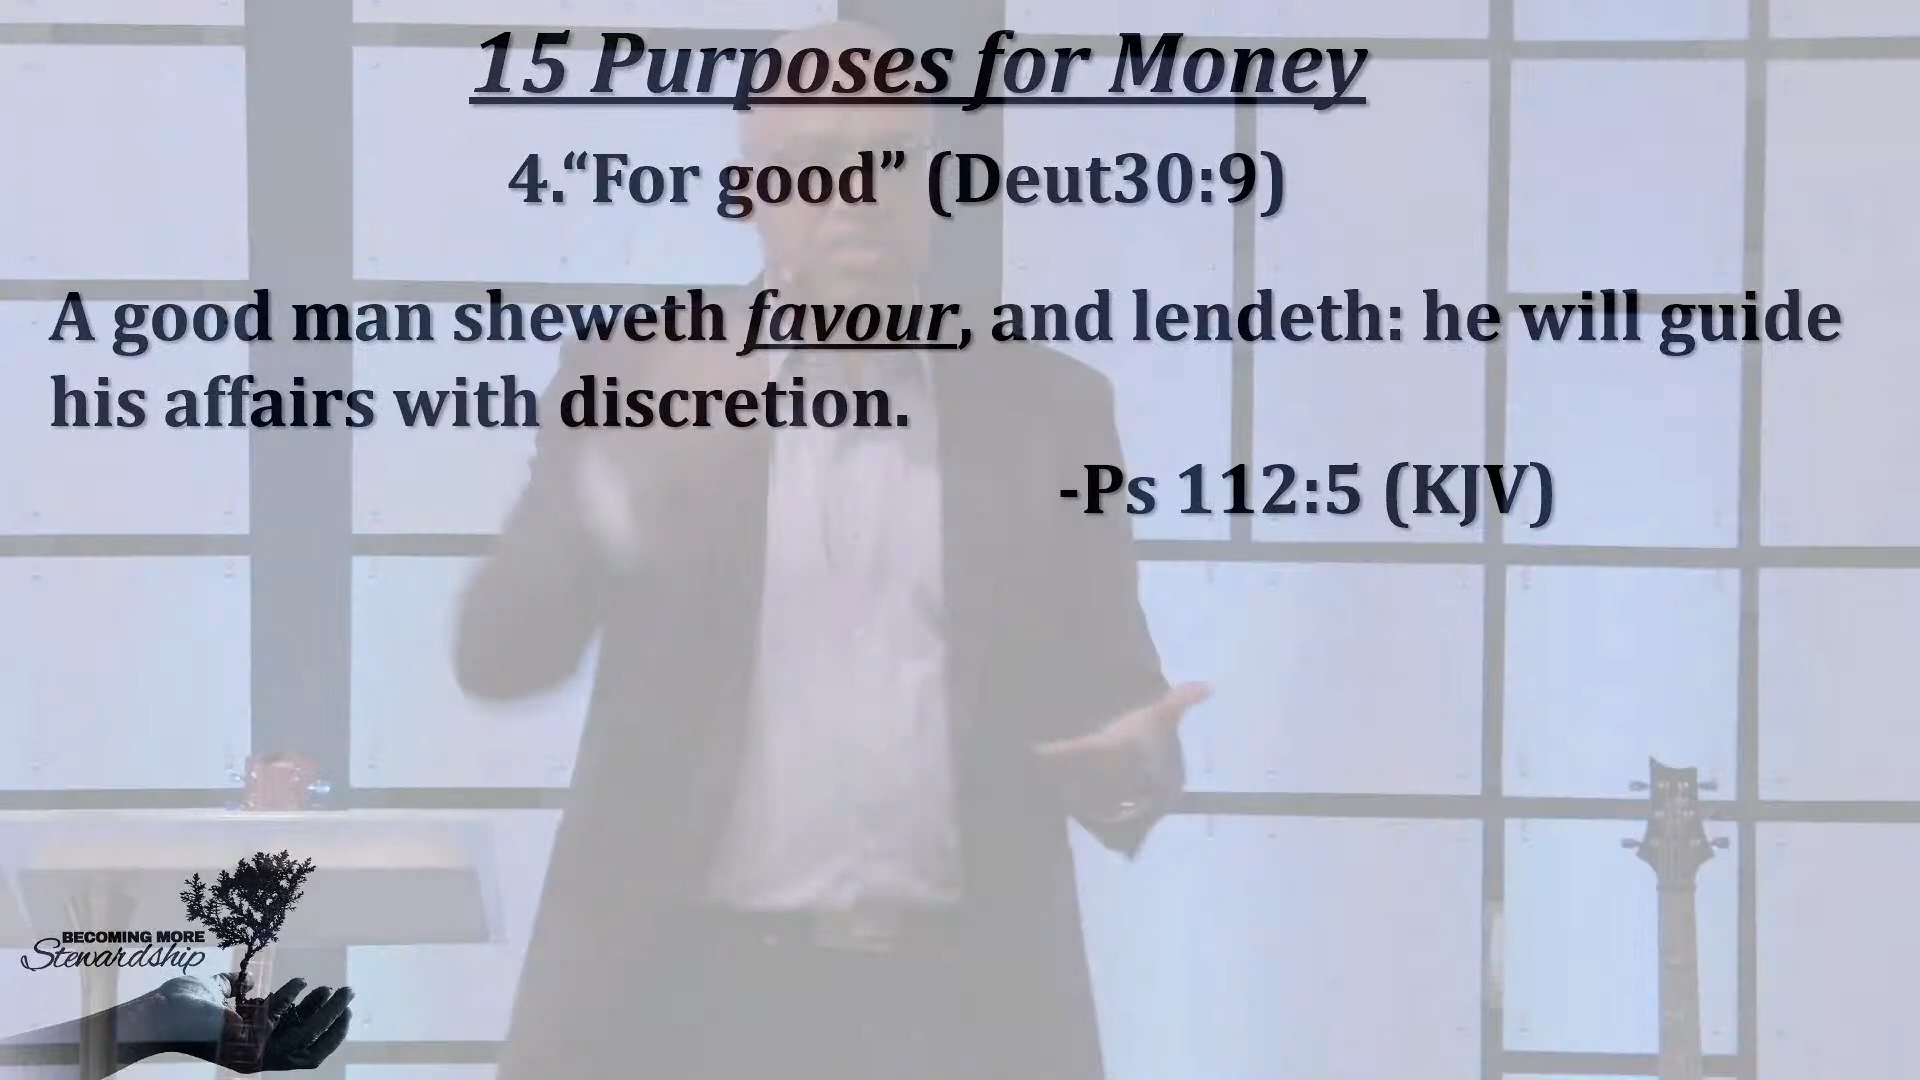 15 Purposes for Money
4.“For good” (Deut30:9)
A good man sheweth favour, and lendeth: he will guide
his affairs with discretion.
-Ps 112:5 (KJV)
BECOMING MORE
Stewardship